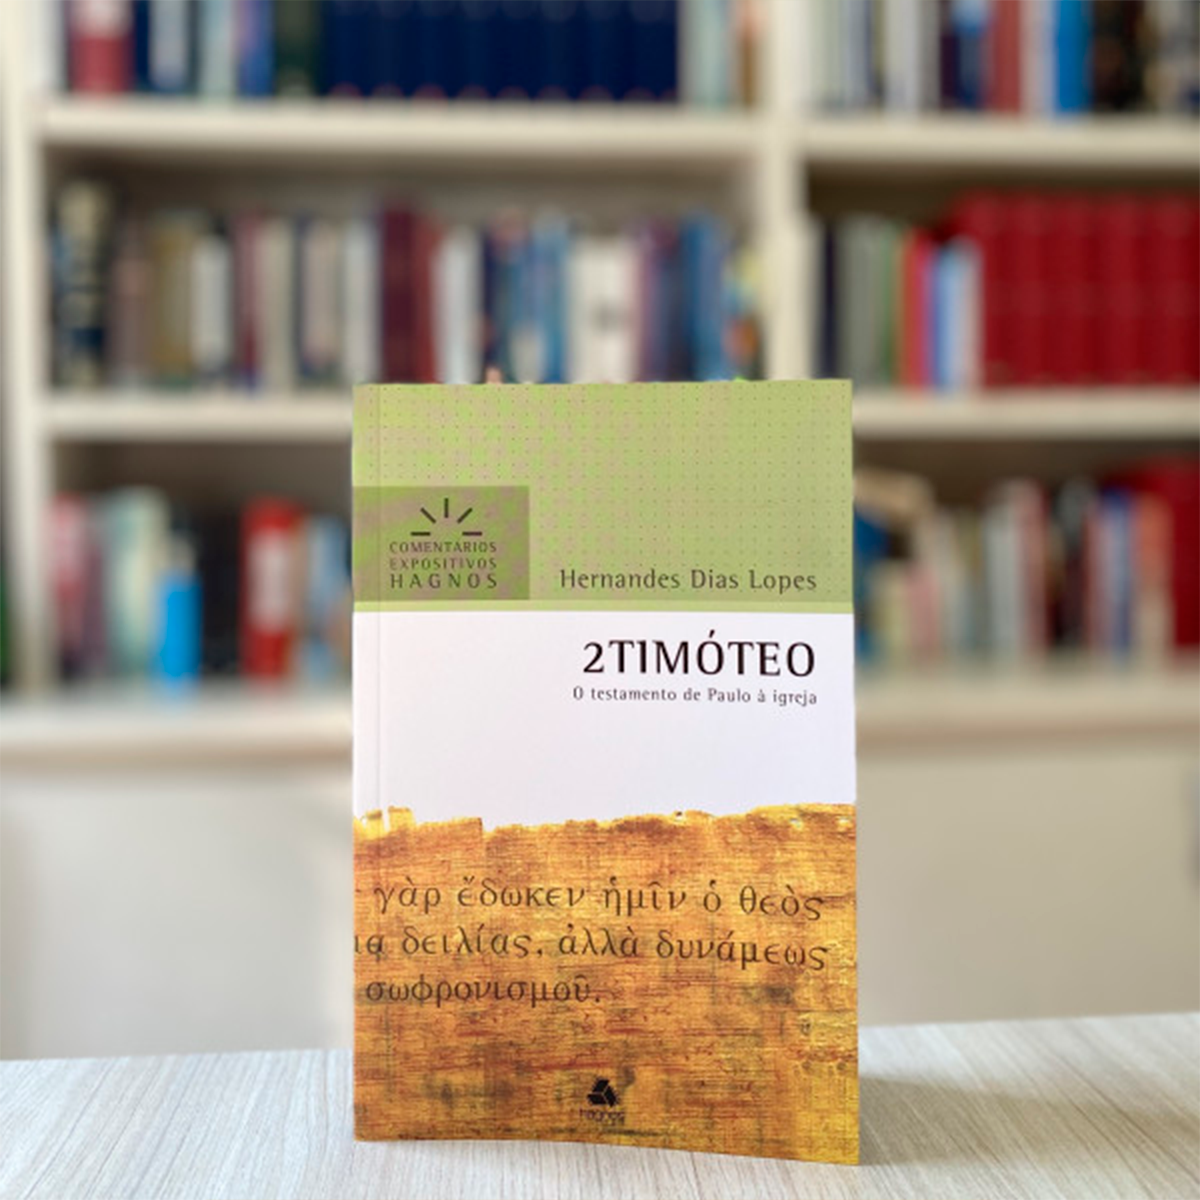 COMENTÁRIOS
EXPOSITIVOS
HAGNOS
Hernandes Dias Lopes
2TIMÓTEO
O testamento de Paulo à igreja
γὰρ ἔδωκεν ἡμῖν ὁ θεὸς
δειλίας, ἀλλὰ δυνάμεως
σωφρονισμοῦ.
hagnos